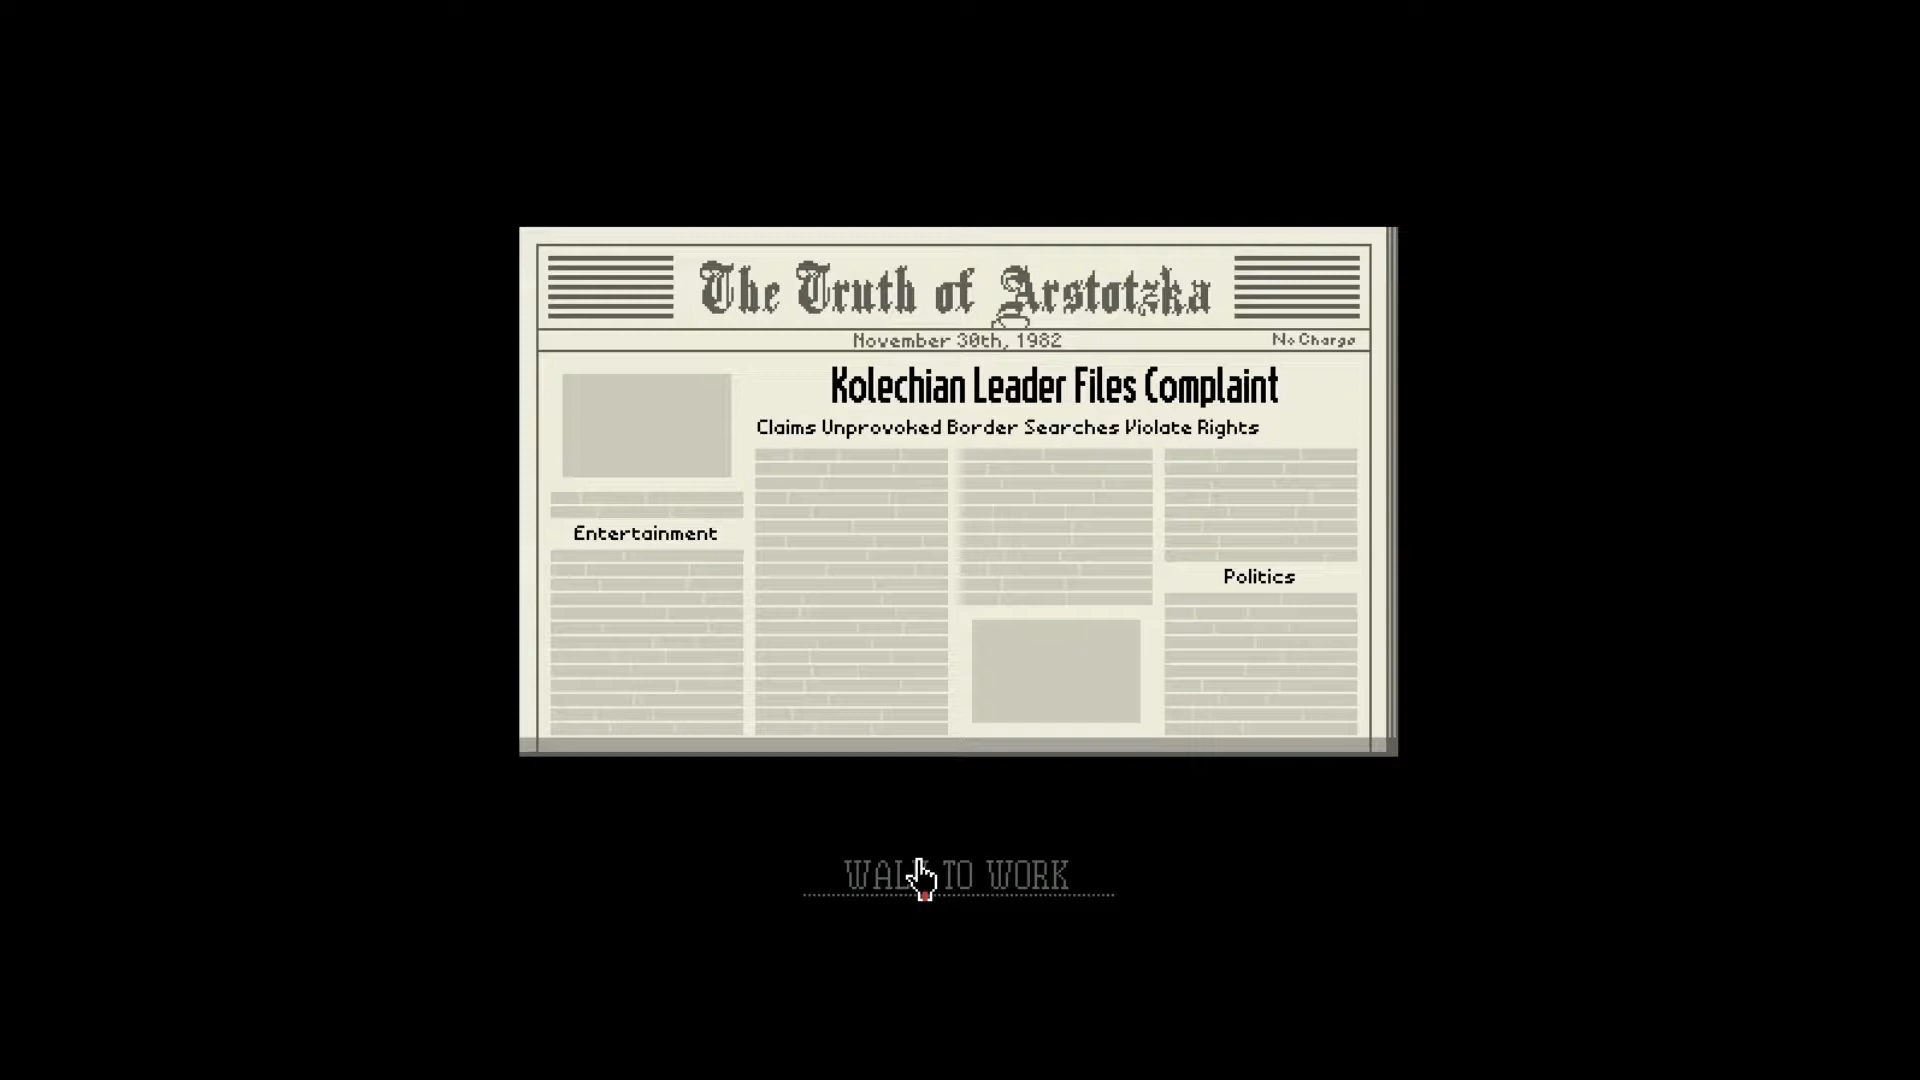 The Truth of Arstotzka
November 30th, 1982
No Charge
Kolechian Leader Files Complaint
Claims Unprovoked Border Searches Violate Rights
Entertainment
Politics
WALK TO WORK